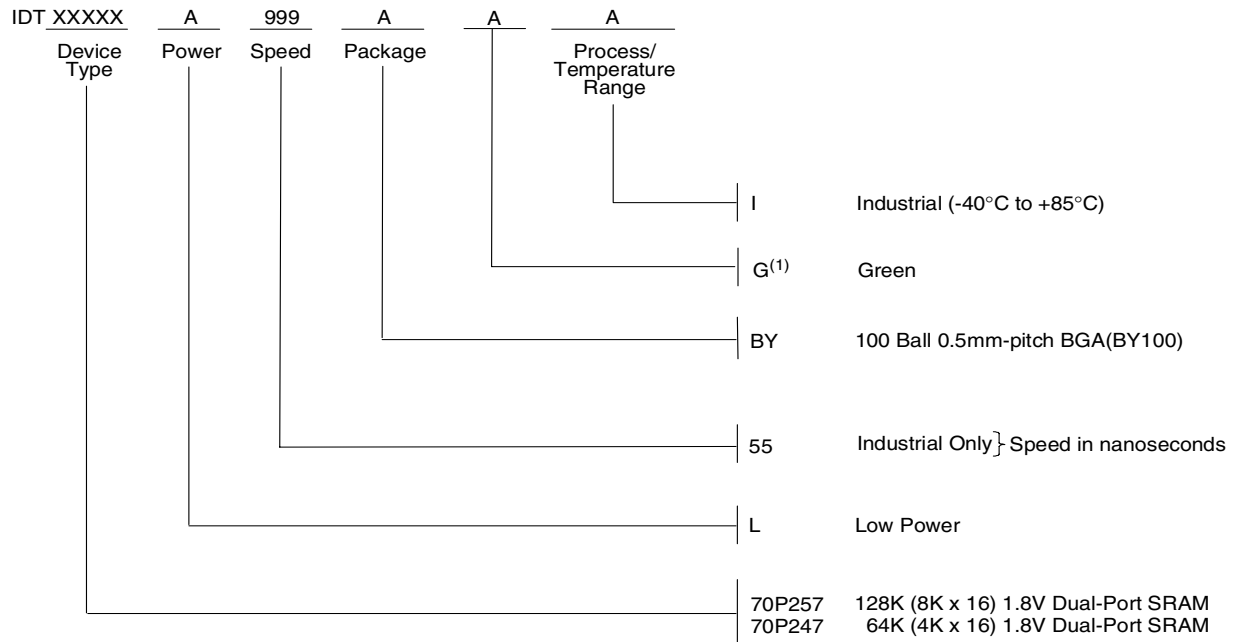 IDT XXXXX A 999 A A A
Device Type Power Speed Package Process/ Temperature Range
I Industrial (-40°C to +85°C)
G(1) Green
BY 100 Ball 0.5mm-pitch BGA(BY100)
55 Industrial Only } Speed in nanoseconds
L Low Power
70P257 128K (8K x 16) 1.8V Dual-Port SRAM
70P247 64K (4K x 16) 1.8V Dual-Port SRAM